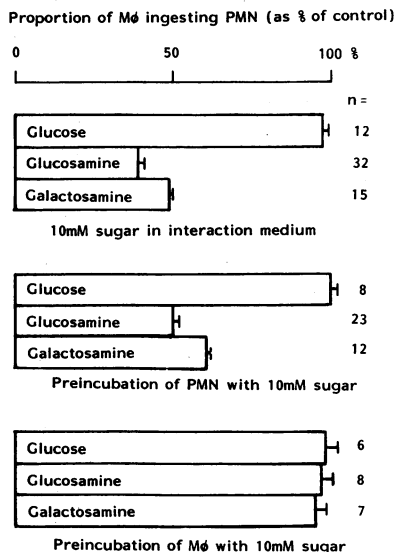 Proportion of Mø ingesting PMN (as % of control)
0 50 100 %
n =
Glucose 12
Glucosamine 32
Galactosamine 15
10mM sugar in interaction medium
Glucose 8
Glucosamine 23
Galactosamine 12
Preincubation of PMN with 10mM sugar
Glucose 6
Glucosamine 8
Galactosamine 7
Preincubation of Mø with 10mM sugar